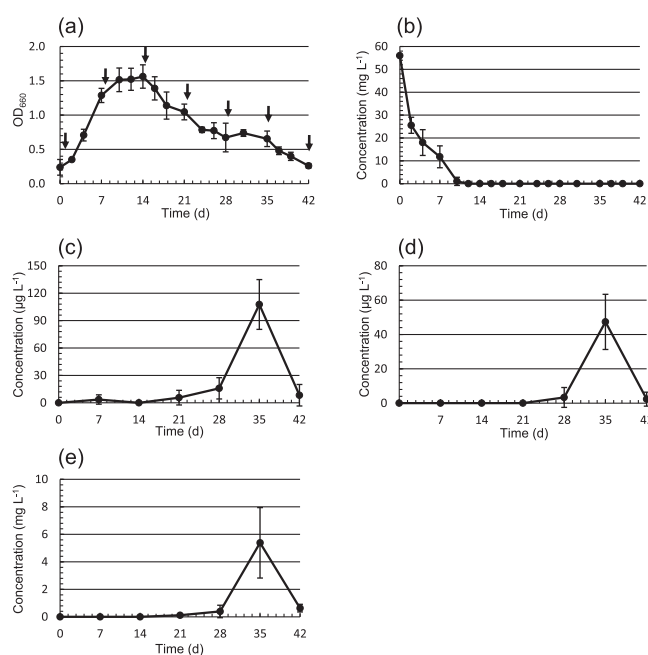 (a)
2.0
1.5
1.0
0.5
0.0
OD660
0 7 14 21 28 35 42
Time (d)
(b)
60
50
40
30
20
10
0
Concentration (mg L-1)
0 7 14 21 28 35 42
Time (d)
(c)
150
120
90
60
30
0
Concentration (μg L-1)
0 7 14 21 28 35 42
Time (d)
(d)
80
60
40
20
0
Concentration (μg L-1)
7 14 21 28 35 42
Time (d)
(e)
10
8
6
4
2
0
Concentration (mg L-1)
0 7 14 21 28 35 42
Time (d)